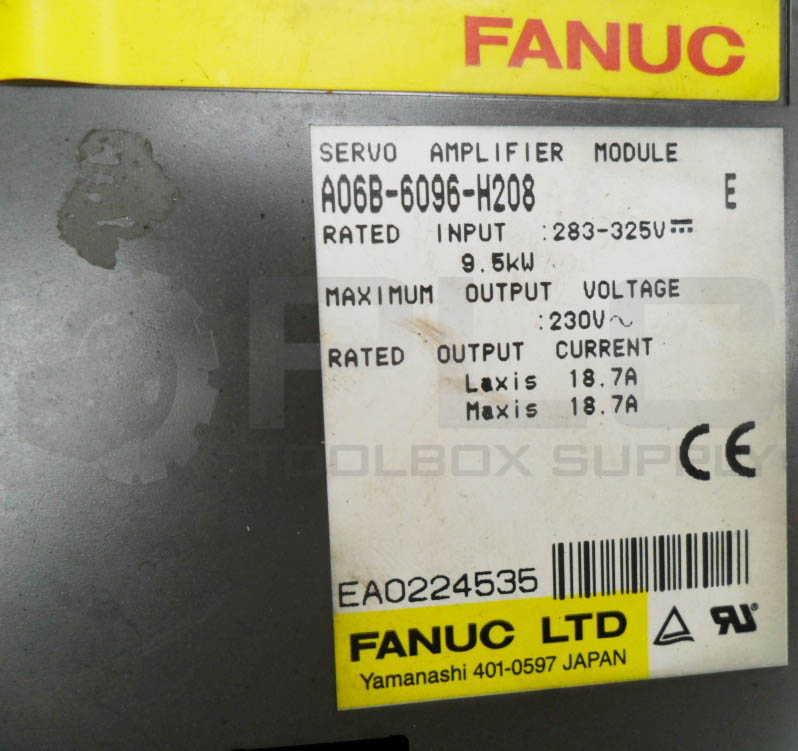 FANUC
SERVO AMPLIFIER MODULE
A06B-6096-H208 E
RATED INPUT :283-325V⎓
9.5kW
MAXIMUM OUTPUT VOLTAGE
:230V~
RATED OUTPUT CURRENT
Laxis 18.7A
Maxis 18.7A
PLC
TOOLBOX SUPPLY
CE
EA0224535
FANUC LTD
Yamanashi 401-0597 JAPAN